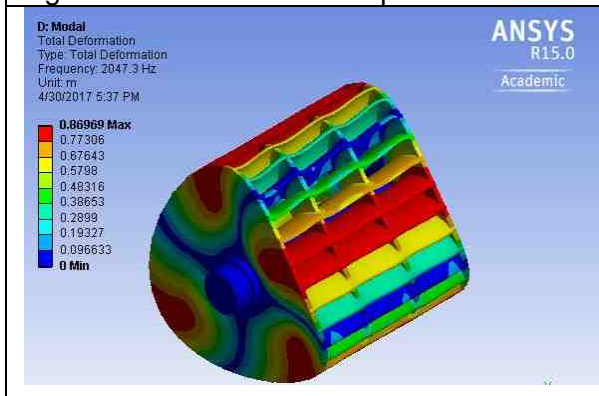 D: Modal
Total Deformation
Type: Total Deformation
Frequency: 2047.3 Hz
Unit: m
4/30/2017 5:37 PM
0.86969 Max
0.77306
0.67643
0.5798
0.48316
0.38653
0.2899
0.19327
0.096633
0 Min
ANSYS
R15.0
Academic